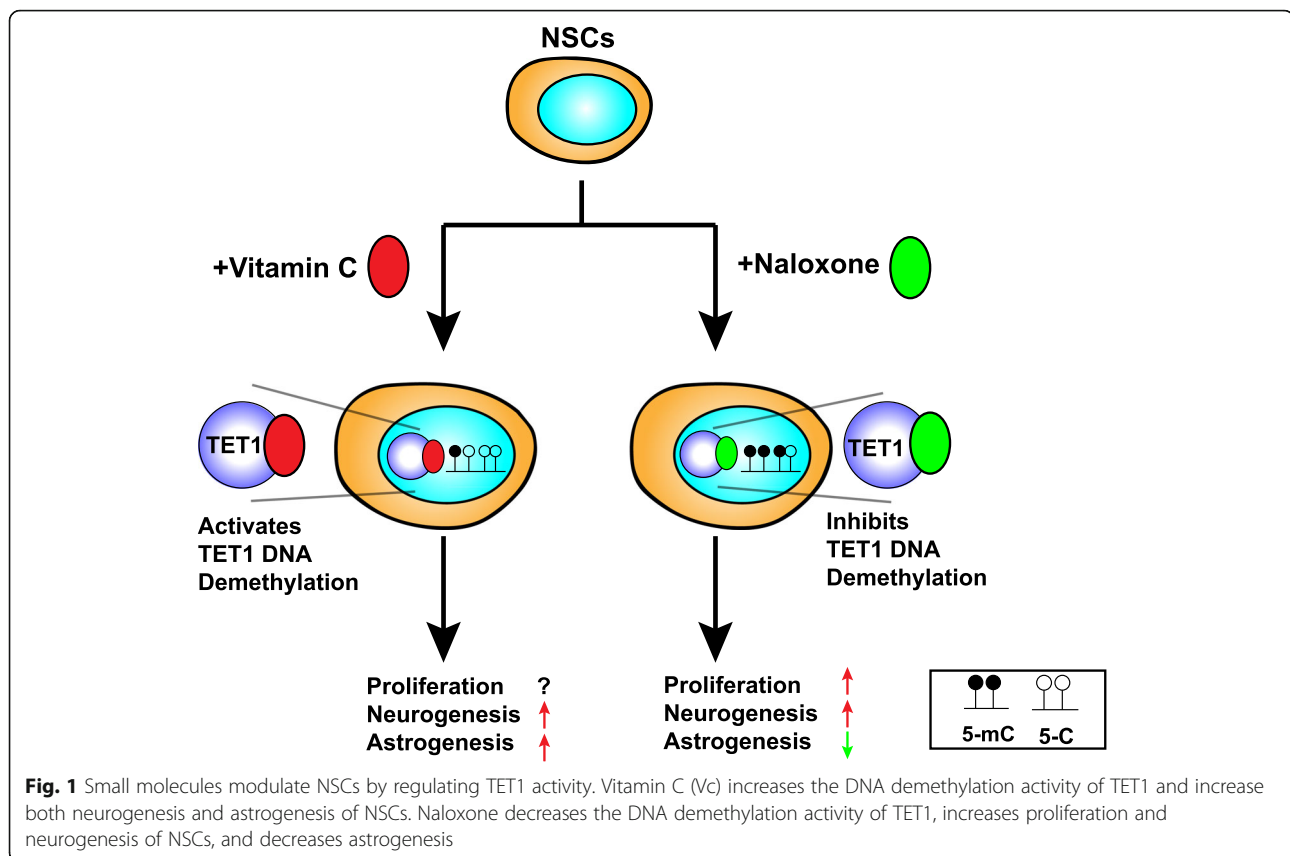 NSCs
+Vitamin C
+Naloxone
TET1
TET1
Activates
TET1 DNA
Demethylation
Inhibits
TET1 DNA
Demethylation
Proliferation ?
Neurogenesis ↑
Astrogenesis ↑
Proliferation ↑
Neurogenesis ↑
Astrogenesis ↓
5-mC 5-C
Fig. 1 Small molecules modulate NSCs by regulating TET1 activity. Vitamin C (Vc) increases the DNA demethylation activity of TET1 and increase
both neurogenesis and astrogenesis of NSCs. Naloxone decreases the DNA demethylation activity of TET1, increases proliferation and
neurogenesis of NSCs, and decreases astrogenesis